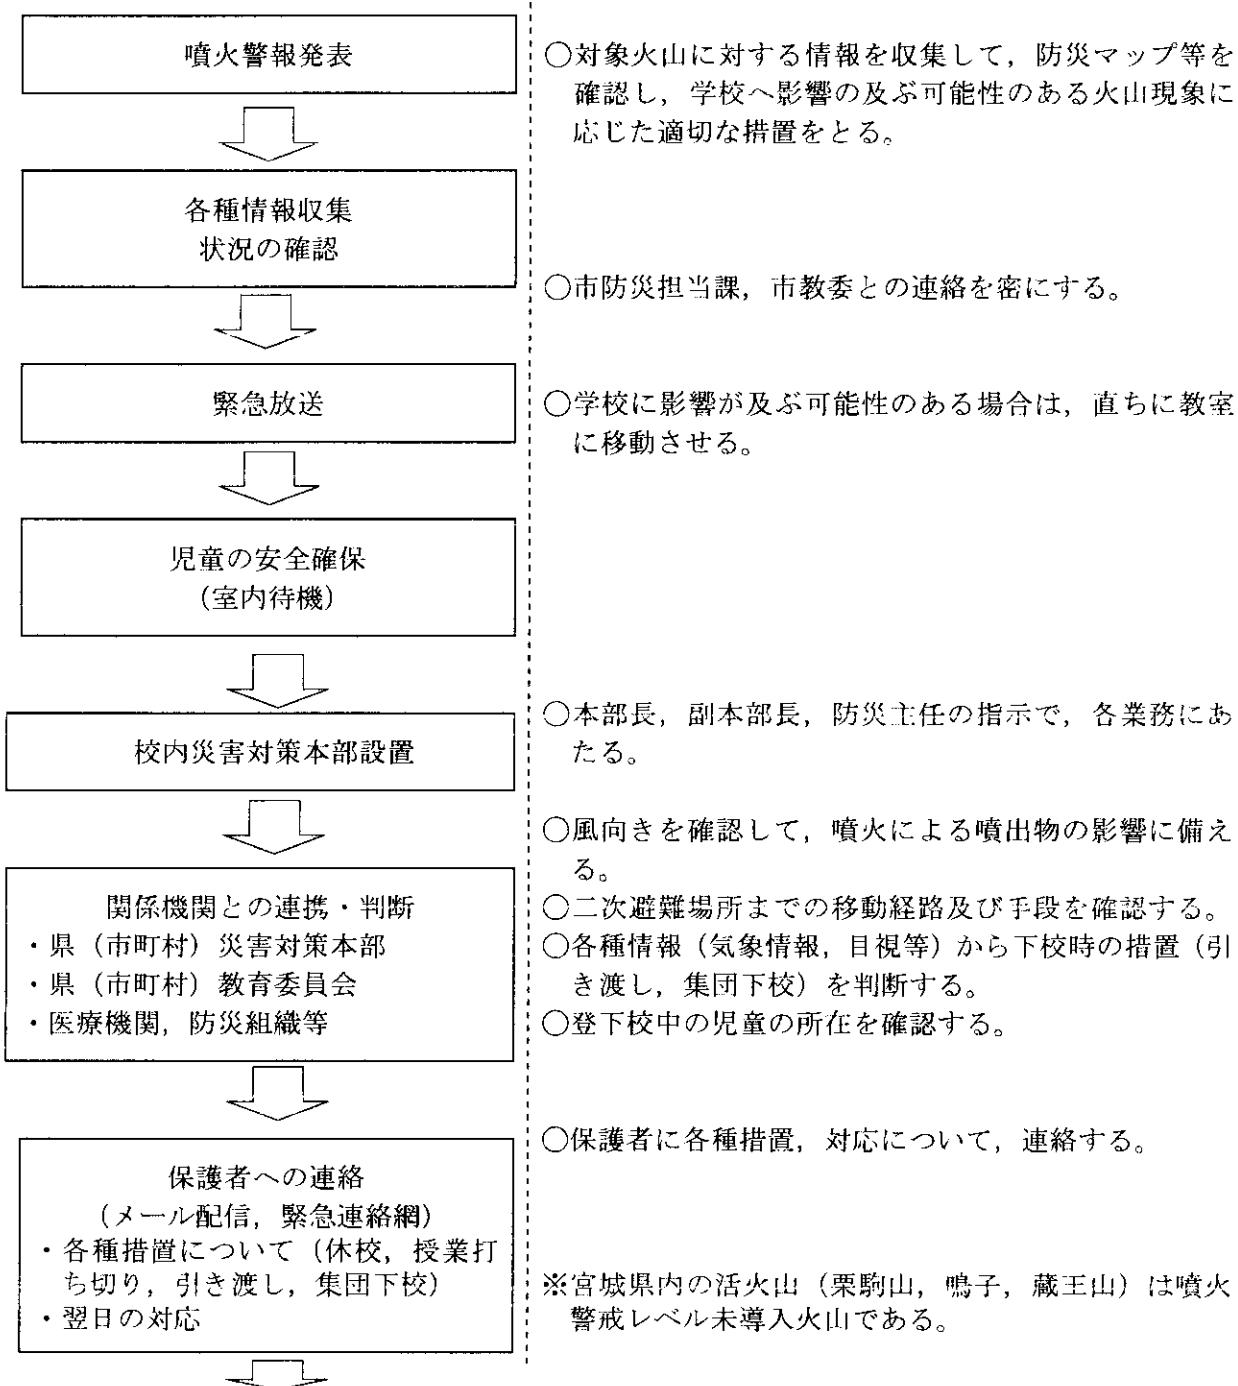 噴火警報発表
○対象火山に対する情報を収集して，防災マップ等を
確認し，学校へ影響の及ぶ可能性のある火山現象に
応じた適切な措置をとる。
各種情報収集
状況の確認
○市防災担当課，市教委との連絡を密にする。
緊急放送
○学校に影響が及ぶ可能性のある場合は，直ちに教室
に移動させる。
児童の安全確保
（室内待機）
校内災害対策本部設置
○本部長，副本部長，防災主任の指示で，各業務にあ
たる。
関係機関との連携・判断
・県（市町村）災害対策本部
・県（市町村）教育委員会
・医療機関，防災組織等
○風向きを確認して，噴火による噴出物の影響に備え
る。
○二次避難場所までの移動経路及び手段を確認する。
○各種情報（気象情報，目視等）から下校時の措置（引
き渡し，集団下校）を判断する。
○登下校中の児童の所在を確認する。
保護者への連絡
（メール配信，緊急連絡網）
・各種措置について（休校，授業打
ち切り，引き渡し，集団下校）
・翌日の対応
○保護者に各種措置，対応について，連絡する。
※宮城県内の活火山（栗駒山，鳴子，蔵王山）は噴火
警戒レベル未導入火山である。